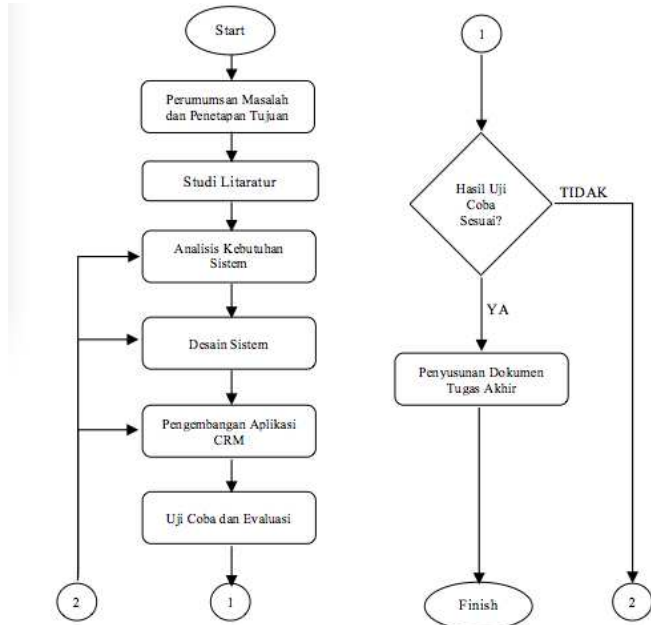 Start
Perumumsan Masalah
dan Penetapan Tujuan
Studi Litaratur
Analisis Kebutuhan
Sistem
Desain Sistem
Pengembangan Aplikasi
CRM
Uji Coba dan Evaluasi
2
1
1
Hasil Uji
Coba
Sesuai?
TIDAK
YA
Penyusunan Dokumen
Tugas Akhir
Finish
2